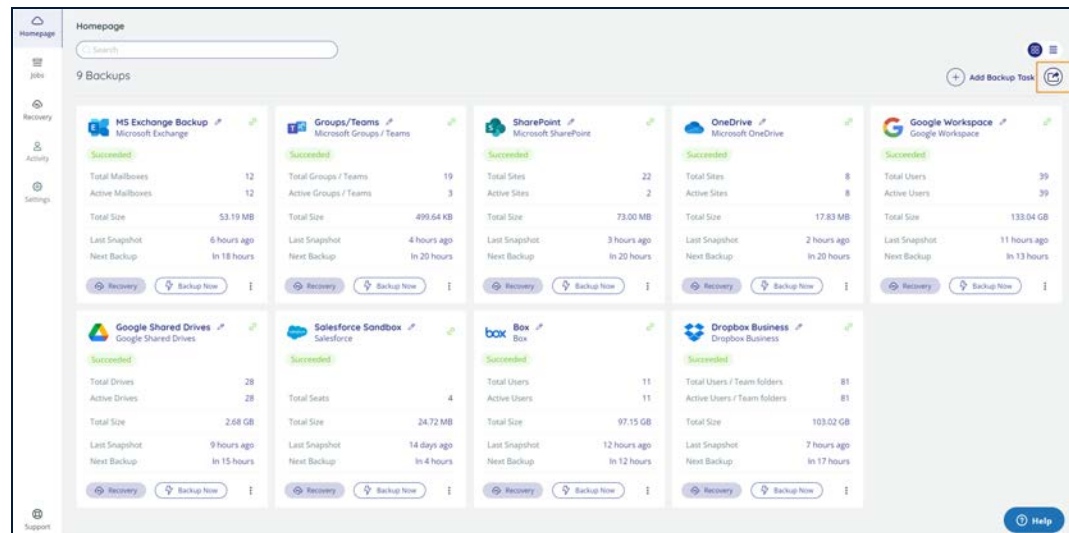 Homepage
Jobs
Recovery
Activity
Settings
Support
Homepage
Search
9 Backups
Add Backup Task
MS Exchange Backup
Microsoft Exchange
Succeeded
Total Mailboxes 12
Active Mailboxes 12
Total Size 53.19 MB
Last Snapshot 6 hours ago
Next Backup In 18 hours
Recovery Backup Now
Groups/Teams
Microsoft Groups / Teams
Succeeded
Total Groups / Teams 19
Active Groups / Teams 3
Total Size 499.64 KB
Last Snapshot 4 hours ago
Next Backup In 20 hours
Recovery Backup Now
SharePoint
Microsoft SharePoint
Succeeded
Total Sites 22
Active Sites 2
Total Size 73.00 MB
Last Snapshot 3 hours ago
Next Backup In 20 hours
Recovery Backup Now
OneDrive
Microsoft OneDrive
Succeeded
Total Sites 8
Active Sites 8
Total Size 17.83 MB
Last Snapshot 2 hours ago
Next Backup In 20 hours
Recovery Backup Now
Google Workspace
Google Workspace
Succeeded
Total Users 39
Active Users 39
Total Size 133.04 GB
Last Snapshot 11 hours ago
Next Backup In 13 hours
Recovery Backup Now
Google Shared Drives
Google Shared Drives
Succeeded
Total Drives 28
Active Drives 28
Total Size 2.68 GB
Last Snapshot 9 hours ago
Next Backup In 15 hours
Recovery Backup Now
Salesforce Sandbox
Salesforce
Succeeded
Total Seats 4
Total Size 24.72 MB
Last Snapshot 14 days ago
Next Backup In 4 hours
Recovery Backup Now
box Box
Box
Succeeded
Total Users 11
Active Users 11
Total Size 97.15 GB
Last Snapshot 12 hours ago
Next Backup In 12 hours
Recovery Backup Now
Dropbox Business
Dropbox Business
Succeeded
Total Users / Team folders 81
Active Users / Team folders 81
Total Size 103.02 GB
Last Snapshot 7 hours ago
Next Backup In 17 hours
Recovery Backup Now
Help